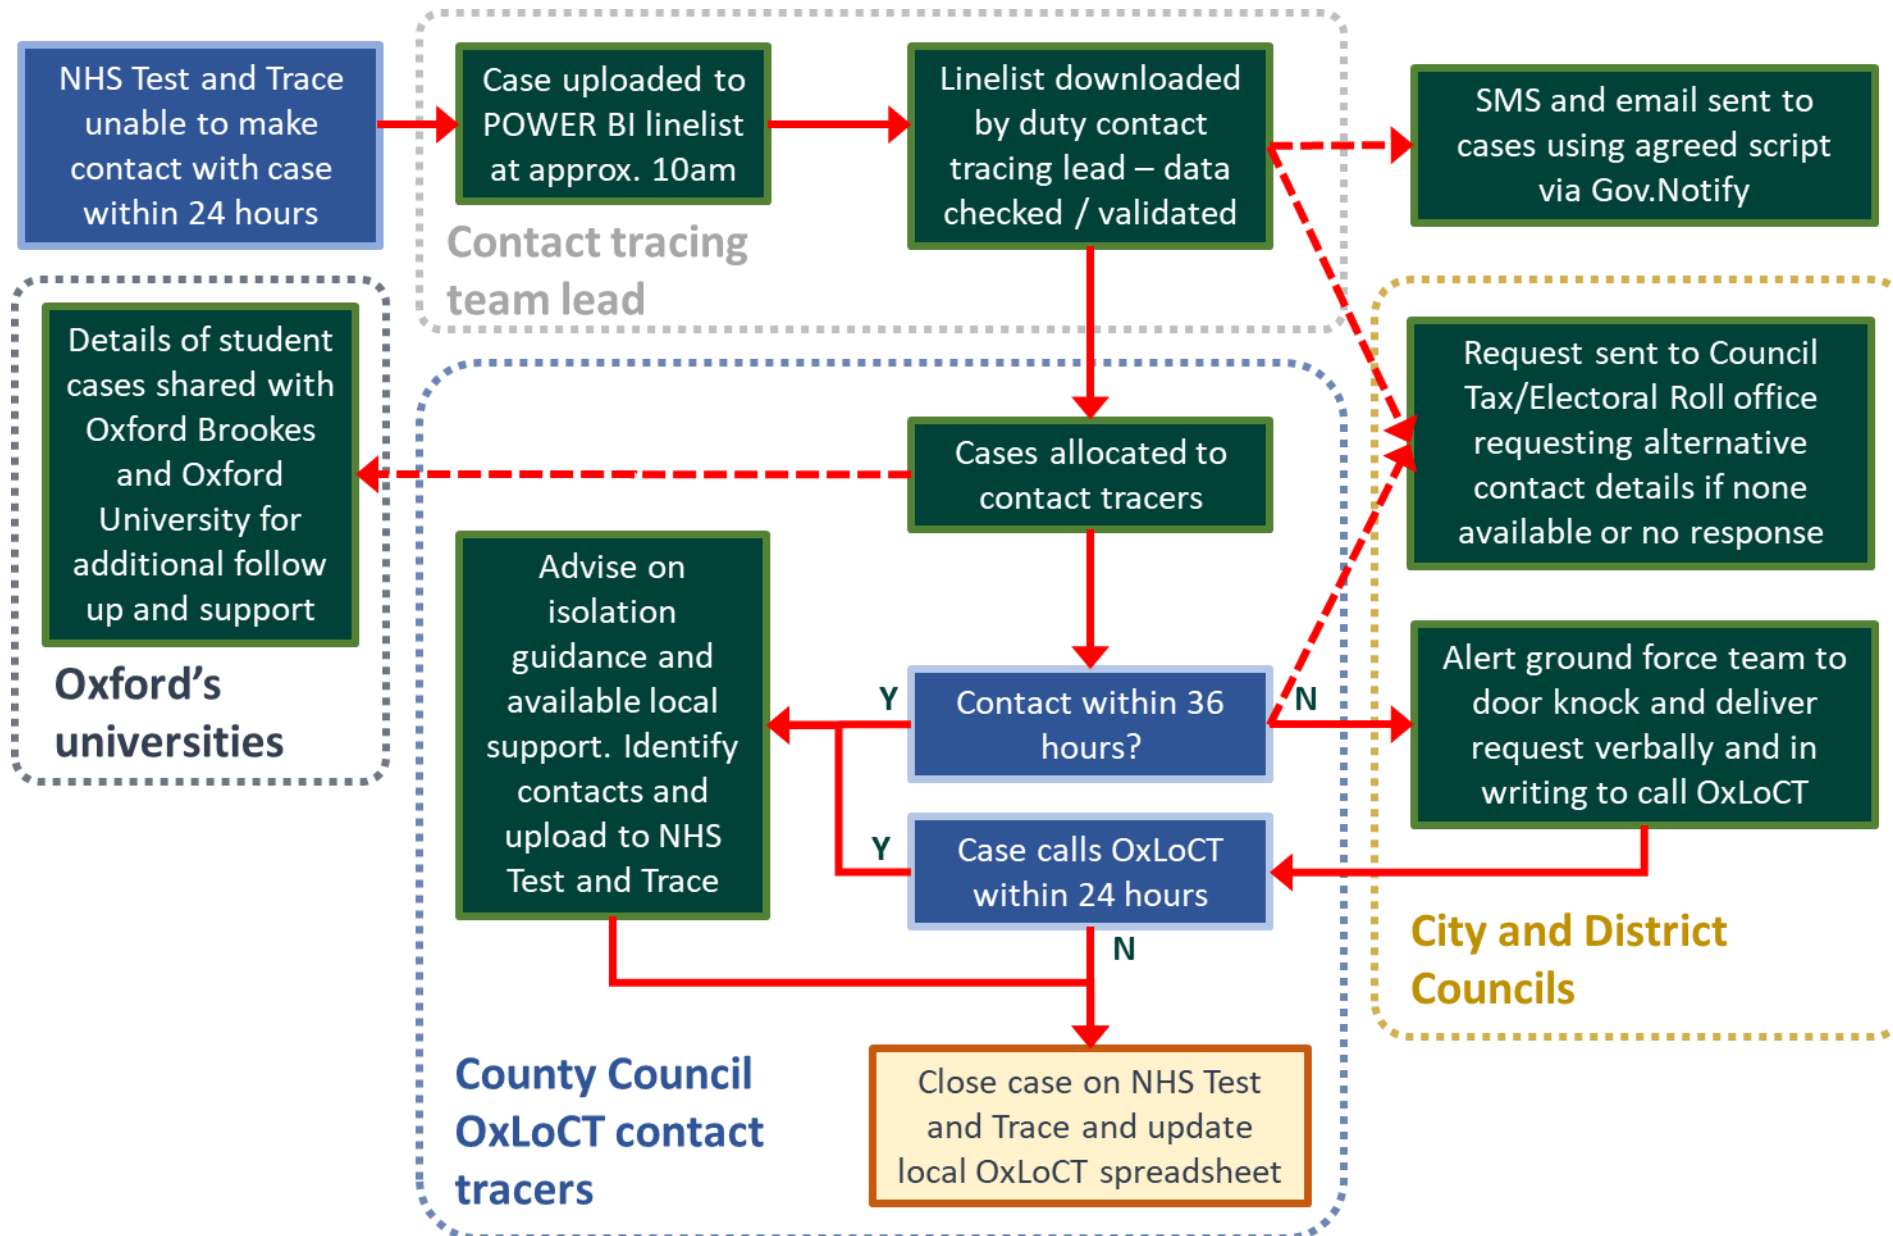 NHS Test and Trace
unable to make
contact with case
within 24 hours
Case uploaded to
POWER BI linelist
at approx. 10am
Linelist downloaded
by duty contact
tracing lead – data
checked / validated
SMS and email sent to
cases using agreed script
via Gov.Notify
Contact tracing
team lead
Details of student
cases shared with
Oxford Brookes
and Oxford
University for
additional follow
up and support
Oxford’s
universities
Request sent to Council
Tax/Electoral Roll office
requesting alternative
contact details if none
available or no response
Cases allocated to
contact tracers
Advise on
isolation
guidance and
available local
support. Identify
contacts and
upload to NHS
Test and Trace
Y
Contact within 36
hours?
N
Alert ground force team to
door knock and deliver
request verbally and in
writing to call OxLoCT
Y
Case calls OxLoCT
within 24 hours
N
City and District
Councils
County Council
OxLoCT contact
tracers
Close case on NHS Test
and Trace and update
local OxLoCT spreadsheet